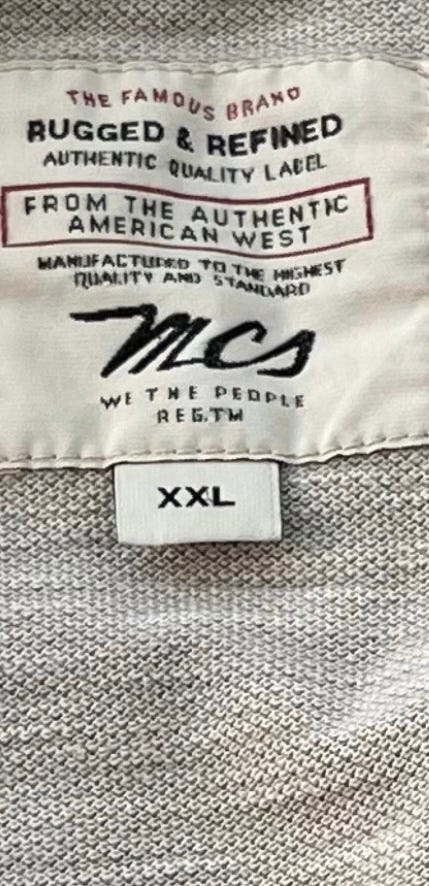 THE FAMOUS BRAND
RUGGED & REFINED
AUTHENTIC QUALITY LABEL
FROM THE AUTHENTIC
AMERICAN WEST
MANUFACTURED TO THE HIGHEST
QUALITY AND STANDARD
MCS
WE THE PEOPLE
REG.TM
XXL